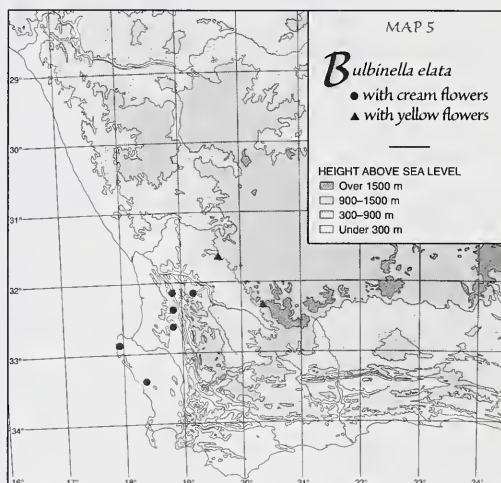 MAP 5
Bulbinella elata
● with cream flowers
▲ with yellow flowers
HEIGHT ABOVE SEA LEVEL
Over 1500 m
900–1500 m
300–900 m
Under 300 m
29°
30°
31°
32°
33°
34°
16° 17° 18° 19° 20° 21° 22° 23° 24°